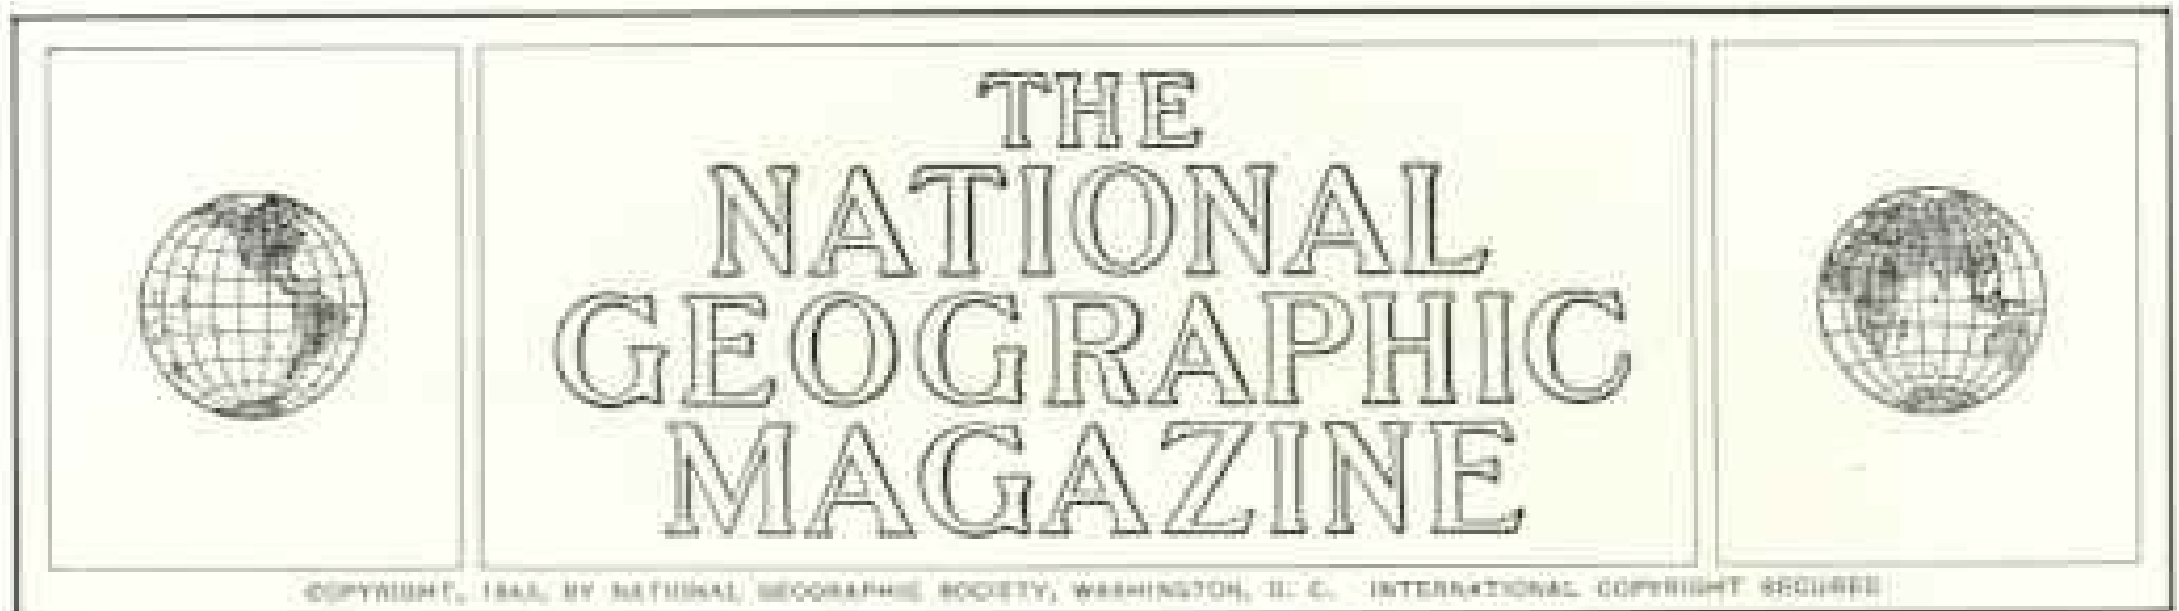 THE
NATIONAL
GEOGRAPHIC
MAGAZINE
COPYRIGHT, BY NATIONAL GEOGRAPHIC SOCIETY, WASHINGTON, D. C. INTERNATIONAL COPYRIGHT SECURED